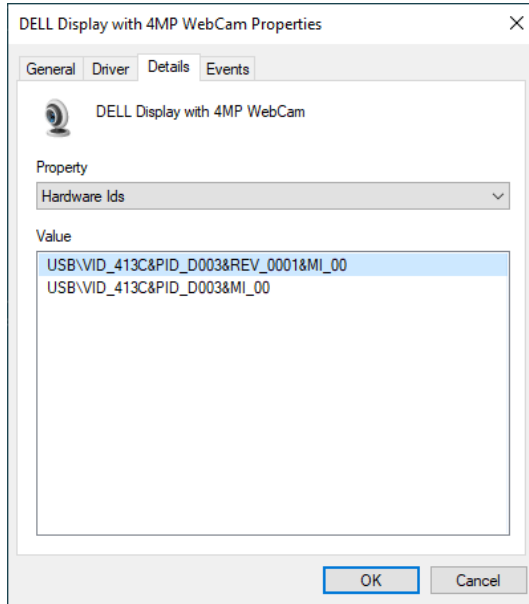 DELL Display with 4MP WebCam Properties
General Driver Details Events
DELL Display with 4MP WebCam
Property
Hardware Ids
Value
USB\VID_413C&PID_D003&REV_0001&MI_00
USB\VID_413C&PID_D003&MI_00
OK Cancel